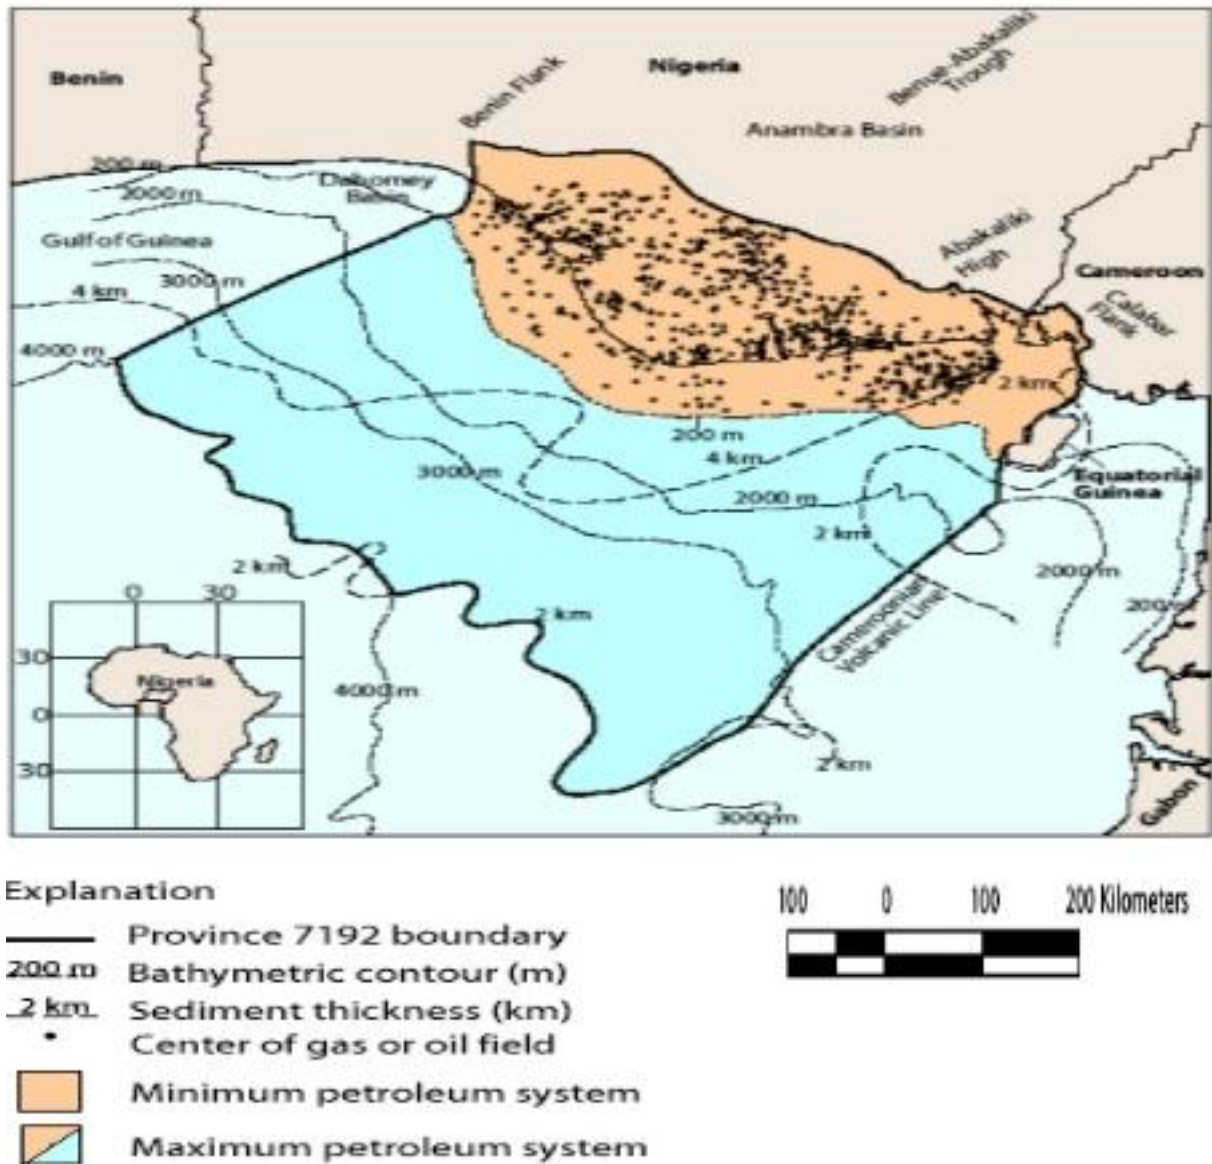 Benin
Nigeria
Benin Flank
Benue-Abakaliki
Trough
Anambra Basin
200 m
2000 m
Dahomey
Basin
Gulf of Guinea
3000 m
4 km
4000 m
Abakaliki
High
Cameroon
Calabar
Flank
2 km
200 m
4 km
3000 m
2000 m
Equatorial
Guinea
2 km
2 km
2000 m
200 m
2 km
Cameroonian
Volcanic Line
4000 m
2 km
3000 m
Gabon
0 30
30
Nigeria
0
30
Explanation
Province 7192 boundary
200 m Bathymetric contour (m)
2 km Sediment thickness (km)
Center of gas or oil field
Minimum petroleum system
Maximum petroleum system
100 0 100 200 Kilometers